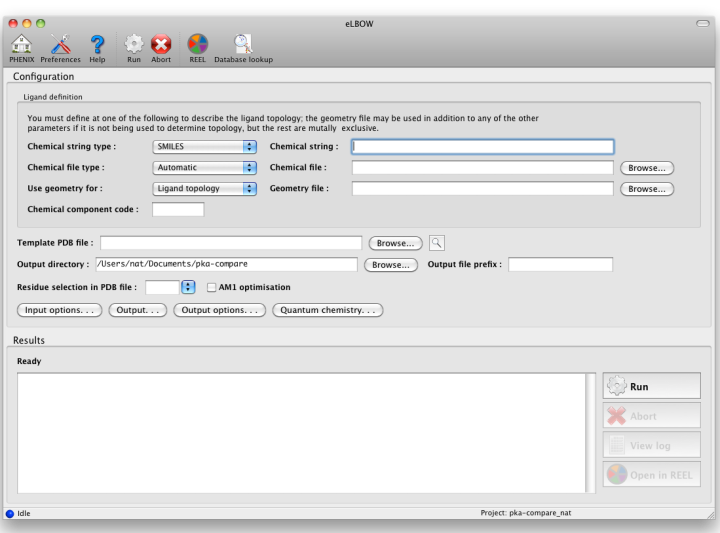 eLBOW
PHENIX Preferences Help Run Abort REEL Database lookup
Configuration
Ligand definition
You must define at one of the following to describe the ligand topology; the geometry file may be used in addition to any of the other
parameters if it is not being used to determine topology, but the rest are mutally exclusive.
Chemical string type : SMILES Chemical string :
Chemical file type : Automatic Chemical file : Browse...
Use geometry for : Ligand topology Geometry file : Browse...
Chemical component code :
Template PDB file : Browse...
Output directory : /Users/nat/Documents/pka-compare Browse... Output file prefix :
Residue selection in PDB file : AM1 optimisation
Input options. . . Output. . . Output options. . . Quantum chemistry. . .
Results
Ready
Run
Abort
View log
Open in REEL
Idle Project: pka-compare_nat